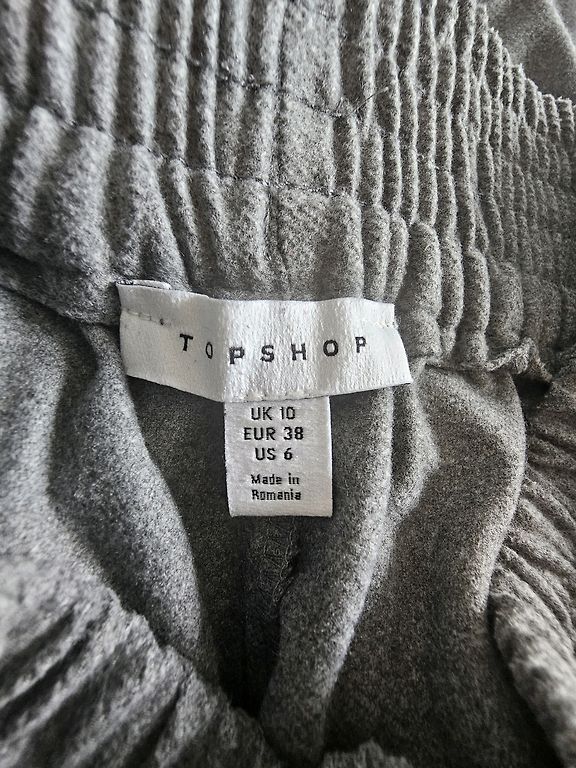 TOPSHOP
UK 10
EUR 38
US 6
Made in
Romania